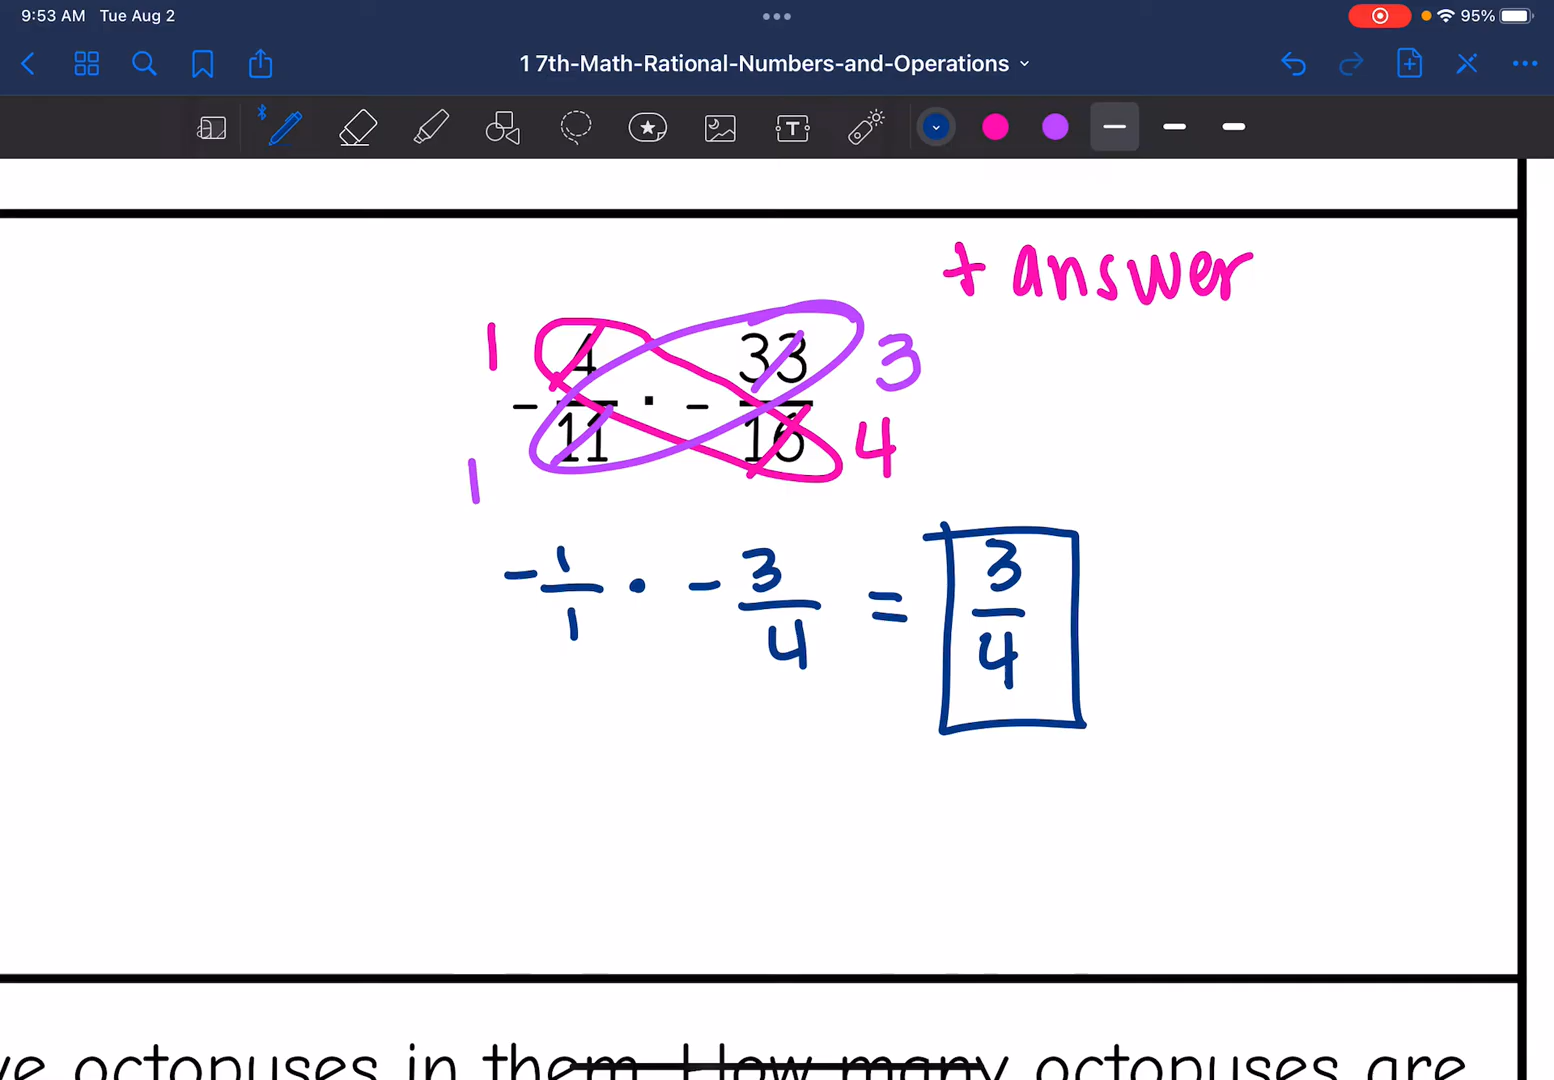 9:53 AM Tue Aug 2
95%
1 7th-Math-Rational-Numbers-and-Operations
+ answer
1 4 33 3
- · -
11 16 4
1
- 1/1 · - 3/4 = 3/4
octopuses in them. How many octopuses are